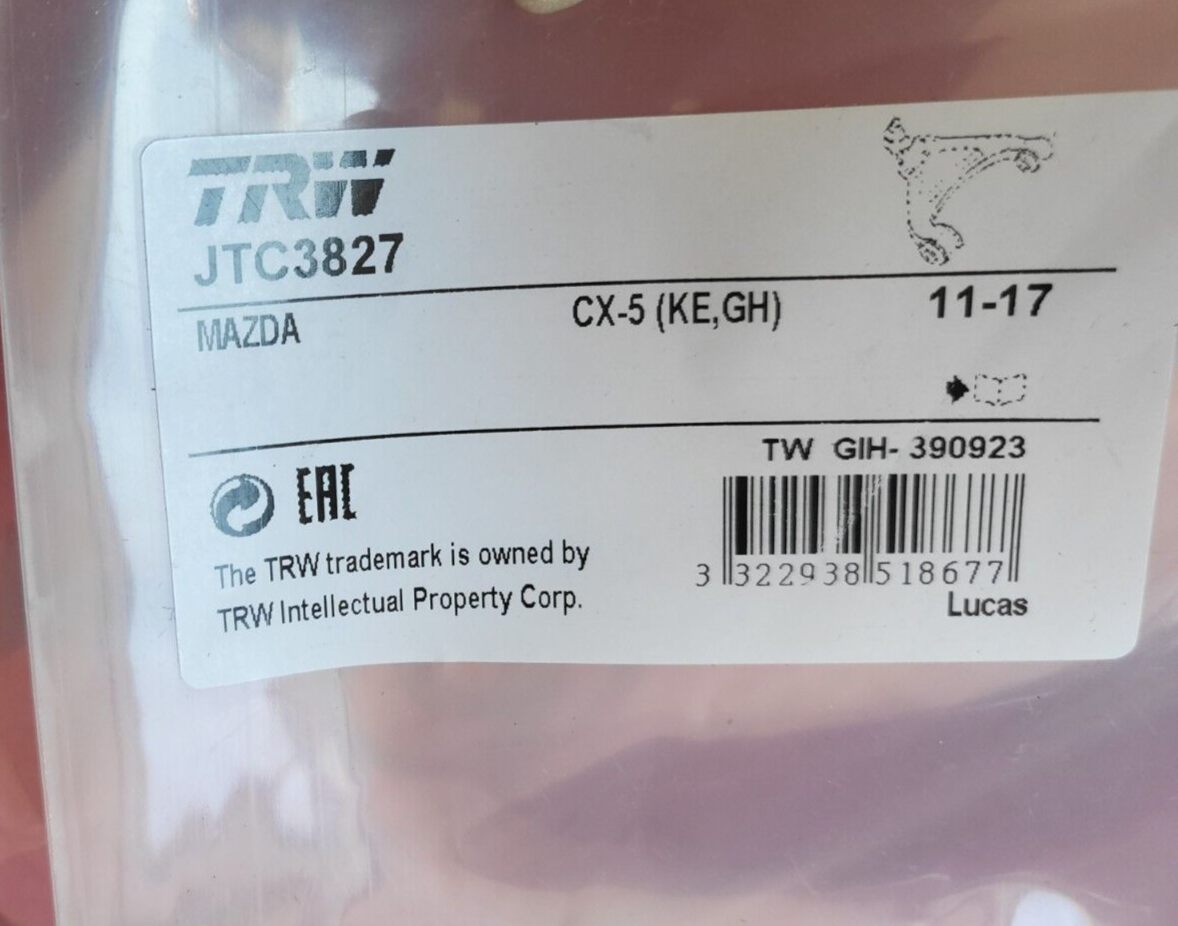 TRW
JTC3827
MAZDA CX-5 (KE,GH) 11-17
TW GIH- 390923
EAC
The TRW trademark is owned by
TRW Intellectual Property Corp.
3 322938 518677
Lucas